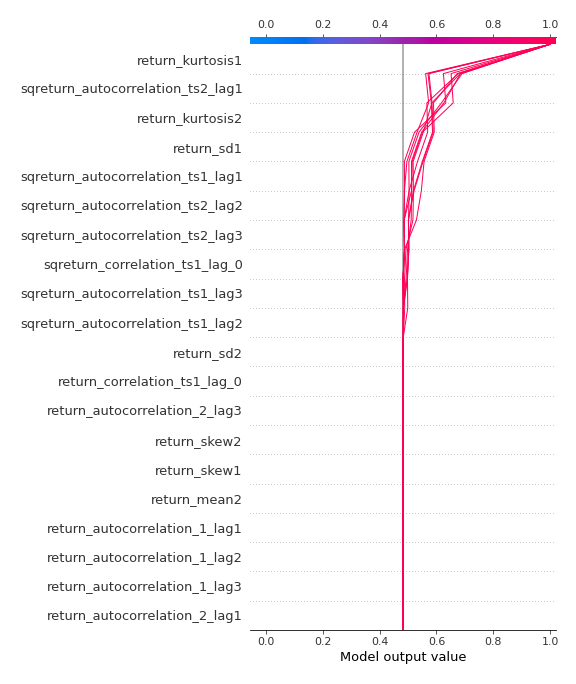 0.0 0.2 0.4 0.6 0.8 1.0
return_kurtosis1
sqreturn_autocorrelation_ts2_lag1
return_kurtosis2
return_sd1
sqreturn_autocorrelation_ts1_lag1
sqreturn_autocorrelation_ts2_lag2
sqreturn_autocorrelation_ts2_lag3
sqreturn_correlation_ts1_lag_0
sqreturn_autocorrelation_ts1_lag3
sqreturn_autocorrelation_ts1_lag2
return_sd2
return_correlation_ts1_lag_0
return_autocorrelation_2_lag3
return_skew2
return_skew1
return_mean2
return_autocorrelation_1_lag1
return_autocorrelation_1_lag2
return_autocorrelation_1_lag3
return_autocorrelation_2_lag1
0.0 0.2 0.4 0.6 0.8 1.0
Model output value